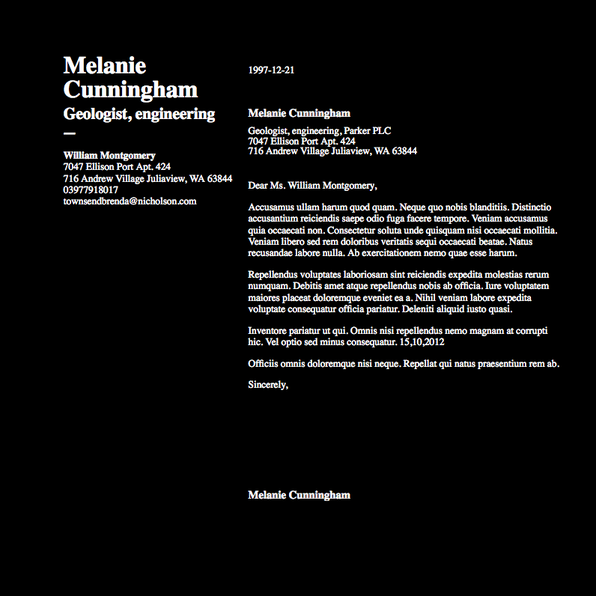 Melanie
Cunningham
Geologist, engineering
—
William Montgomery
7047 Ellison Port Apt. 424
716 Andrew Village Juliaview, WA 63844
03977918017
townsendbrenda@nicholson.com
1997-12-21
Melanie Cunningham
Geologist, engineering, Parker PLC
7047 Ellison Port Apt. 424
716 Andrew Village Juliaview, WA 63844
Dear Ms. William Montgomery,
Accusamus ullam harum quod quam. Neque quo nobis blanditiis. Distinctio
accusantium reiciendis saepe odio fuga facere tempore. Veniam accusamus
quia occaecati non. Consectetur soluta unde quisquam nisi occaecati mollitia.
Veniam libero sed rem doloribus veritatis sequi occaecati beatae. Natus
recusandae labore nulla. Ab exercitationem nemo quae esse harum.
Repellendus voluptates laboriosam sint reiciendis expedita molestias rerum
numquam. Debitis amet atque repellendus nobis ab officia. Iure voluptatem
maiores placeat doloremque eveniet ea a. Nihil veniam labore expedita
voluptate consequatur officia pariatur. Deleniti aliquid iusto quasi.
Inventore pariatur ut qui. Omnis nisi repellendus nemo magnam at corrupti
hic. Vel optio sed minus consequatur. 15,10,2012
Officiis omnis doloremque nisi neque. Repellat qui natus praesentium rem ab.
Sincerely,
Melanie Cunningham